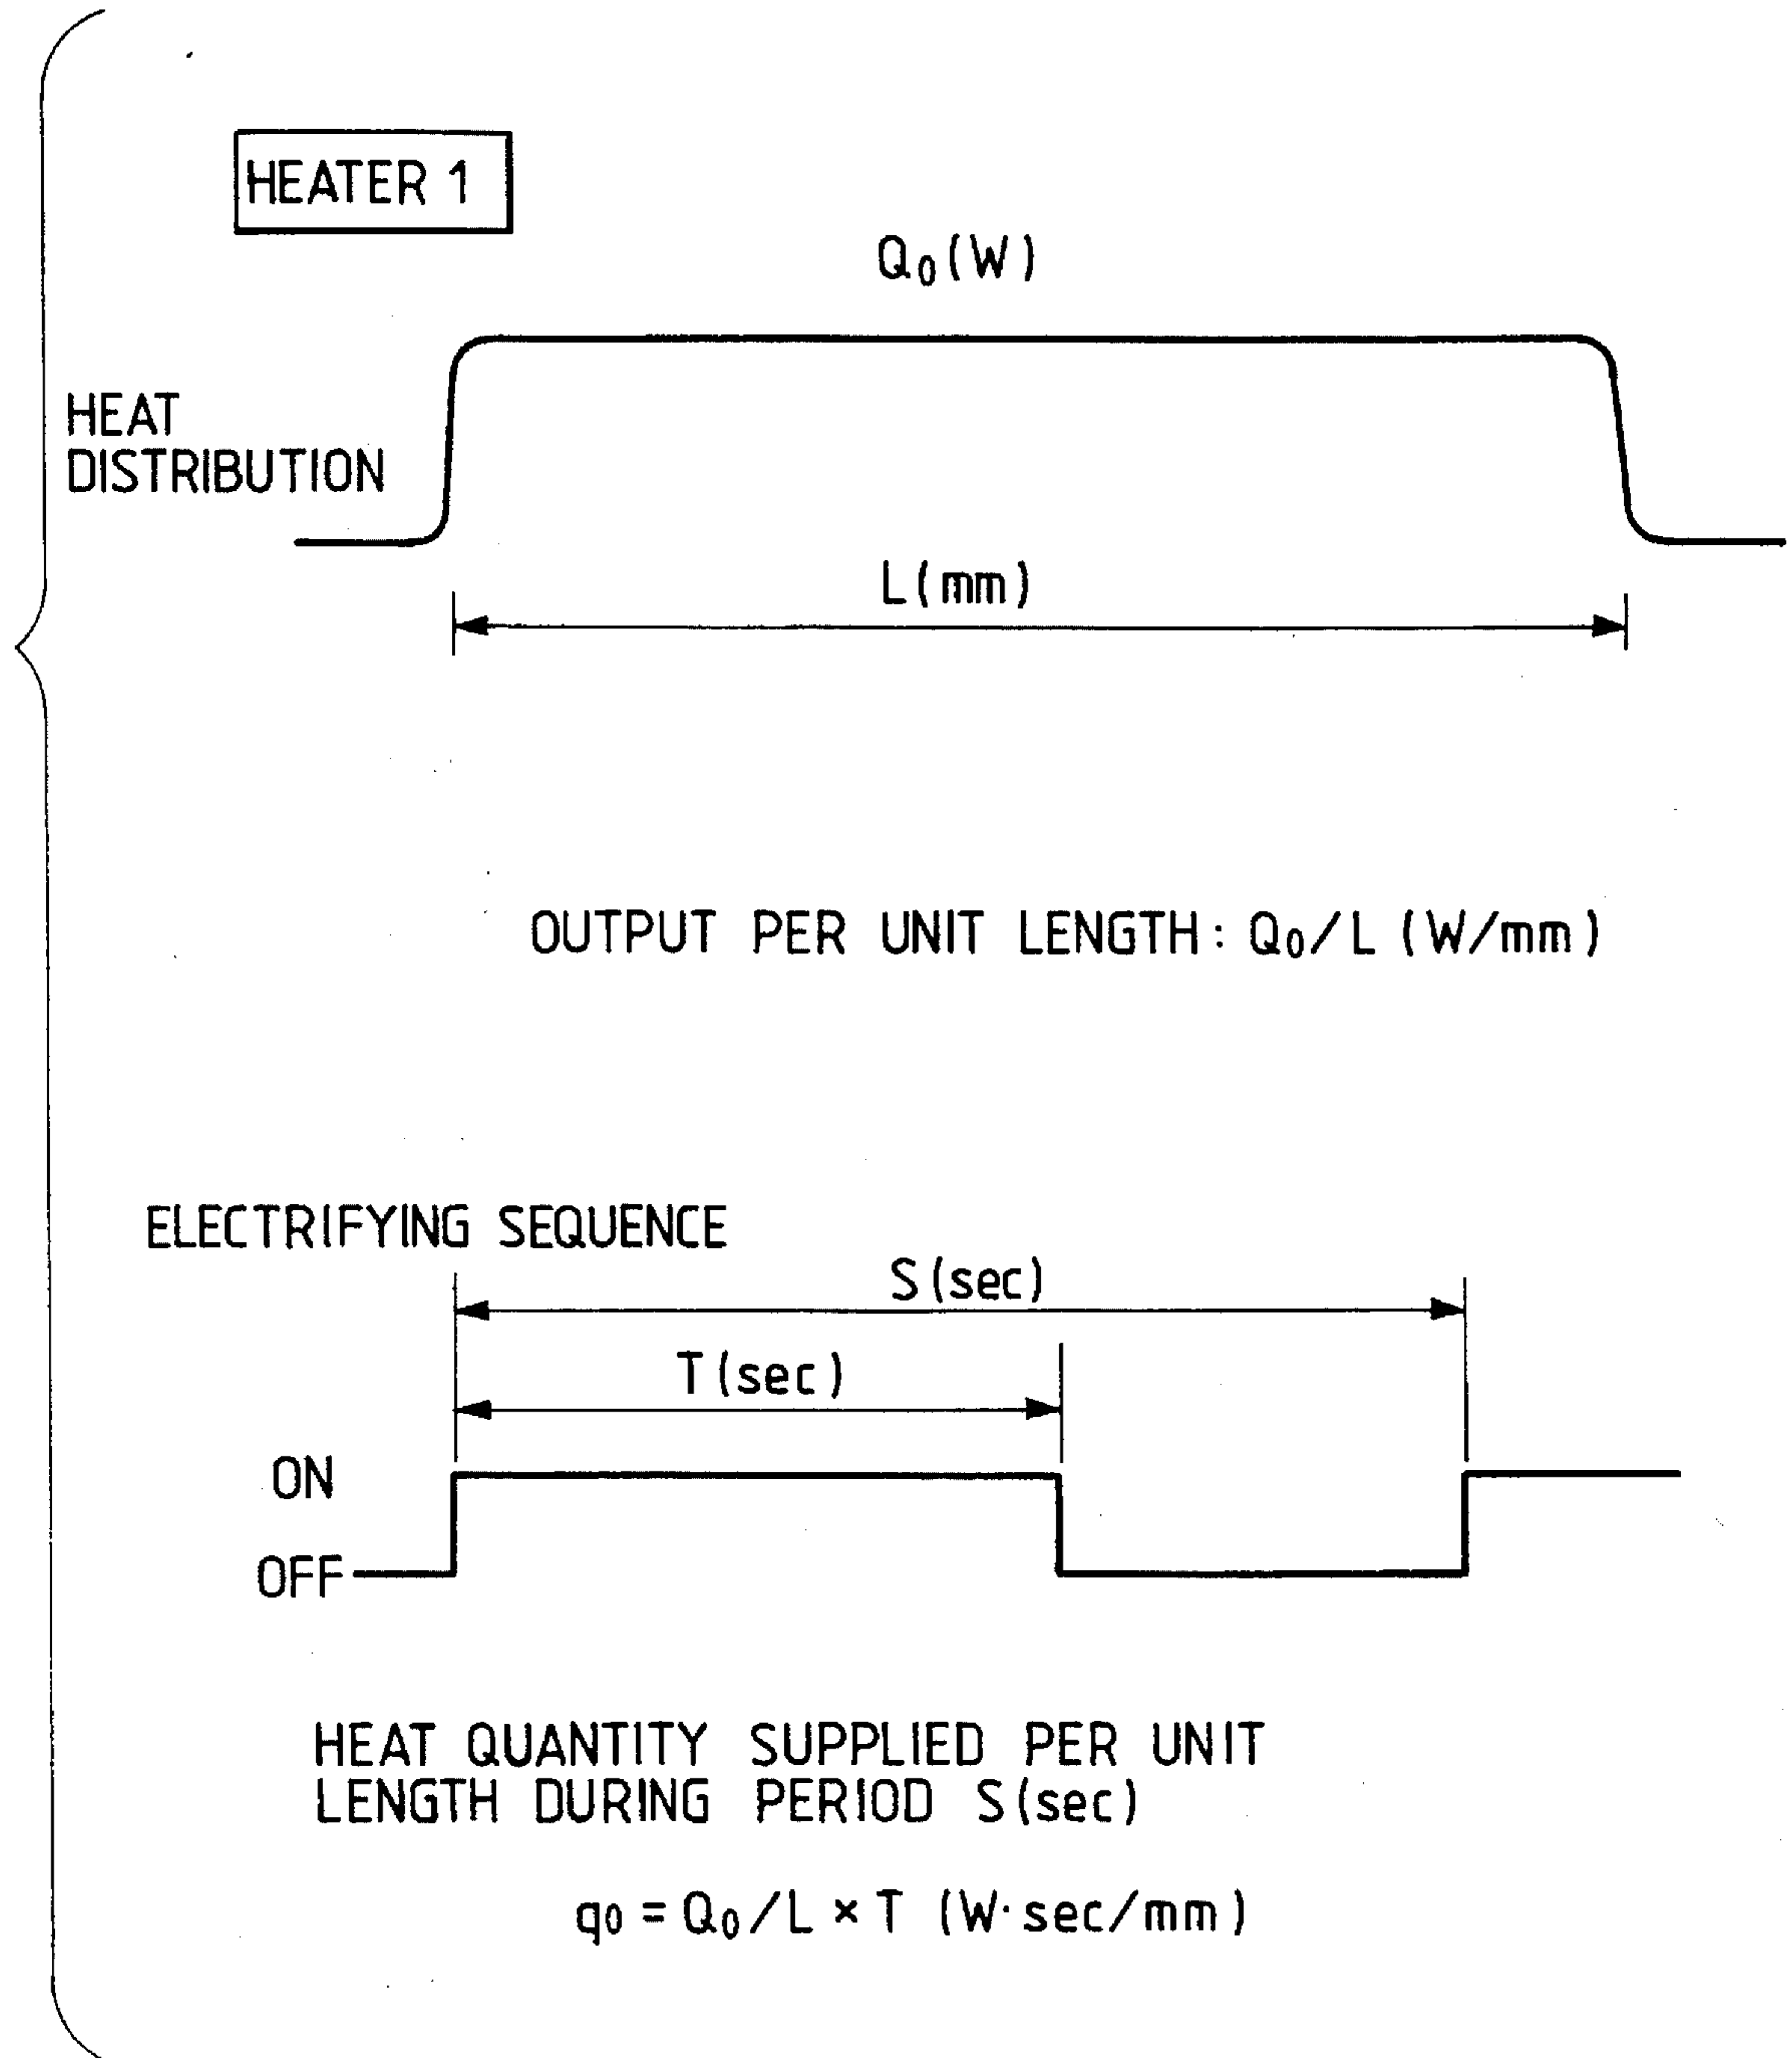 HEATER 1
Q₀(W)
HEAT
DISTRIBUTION
L(mm)
OUTPUT PER UNIT LENGTH: Q₀/L (W/mm)
ELECTRIFYING SEQUENCE
S(sec)
T(sec)
ON
OFF
HEAT QUANTITY SUPPLIED PER UNIT
LENGTH DURING PERIOD S(sec)
q₀ = Q₀/L × T (W·sec/mm)